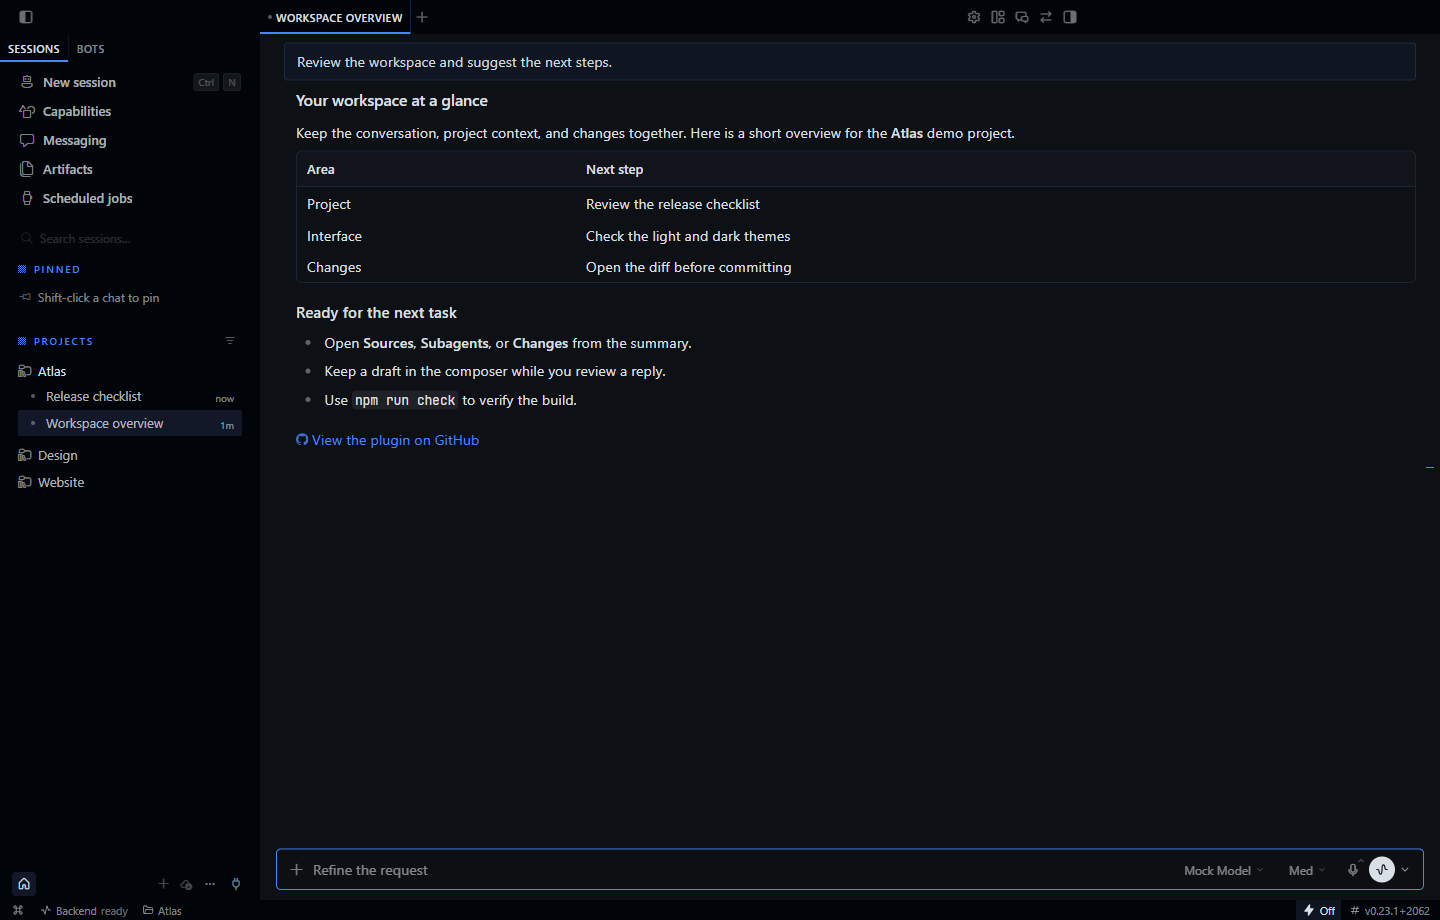 WORKSPACE OVERVIEW
SESSIONS BOTS
New session Ctrl N
Capabilities
Messaging
Artifacts
Scheduled jobs
Search sessions...
PINNED
Shift-click a chat to pin
PROJECTS
Atlas
Release checklist now
Workspace overview 1m
Design
Website
Review the workspace and suggest the next steps.
Your workspace at a glance
Keep the conversation, project context, and changes together. Here is a short overview for the Atlas demo project.
Area Next step
Project Review the release checklist
Interface Check the light and dark themes
Changes Open the diff before committing
Ready for the next task
Open Sources, Subagents, or Changes from the summary.
Keep a draft in the composer while you review a reply.
Use npm run check to verify the build.
View the plugin on GitHub
Refine the request Mock Model Med
Backend ready Atlas Off # v0.23.1+2062